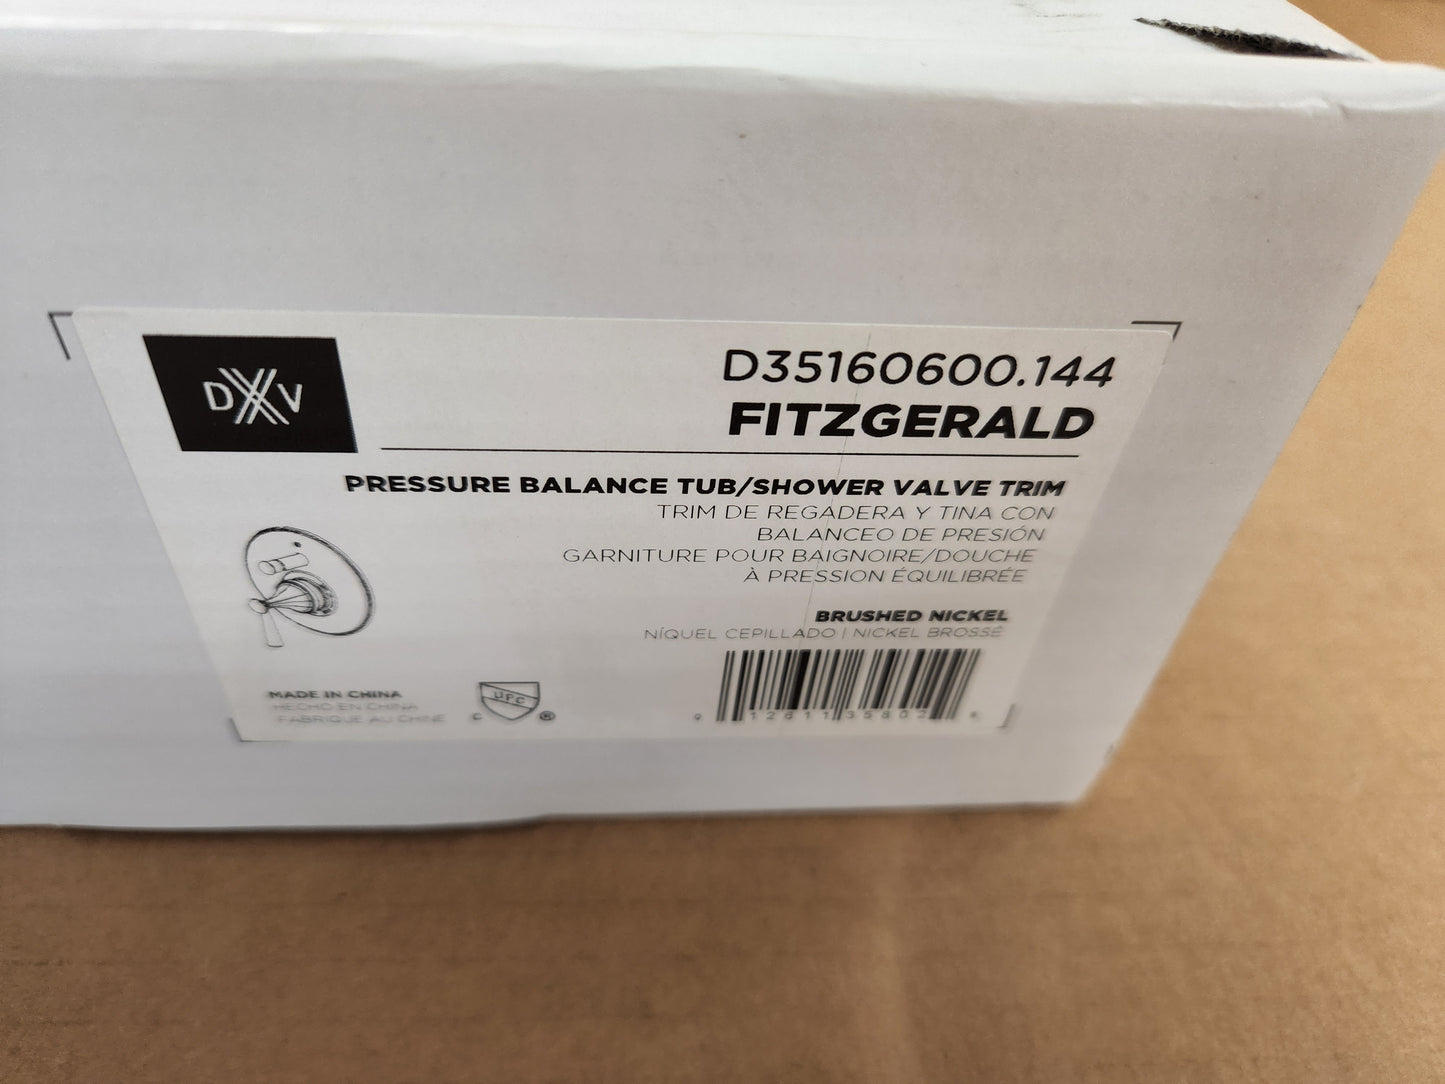 DXV
D35160600.144
FITZGERALD
PRESSURE BALANCE TUB/SHOWER VALVE TRIM
TRIM DE REGADERA Y TINA CON
BALANCEO DE PRESIÓN
GARNITURE POUR BAIGNOIRE/DOUCHE
À PRESSION ÉQUILIBRÉE
BRUSHED NICKEL
NÍQUEL CEPILLADO | NICKEL BROSSÉ
MADE IN CHINA
HECHO EN CHINA
FABRIQUE AU CHINE
C UPC ®